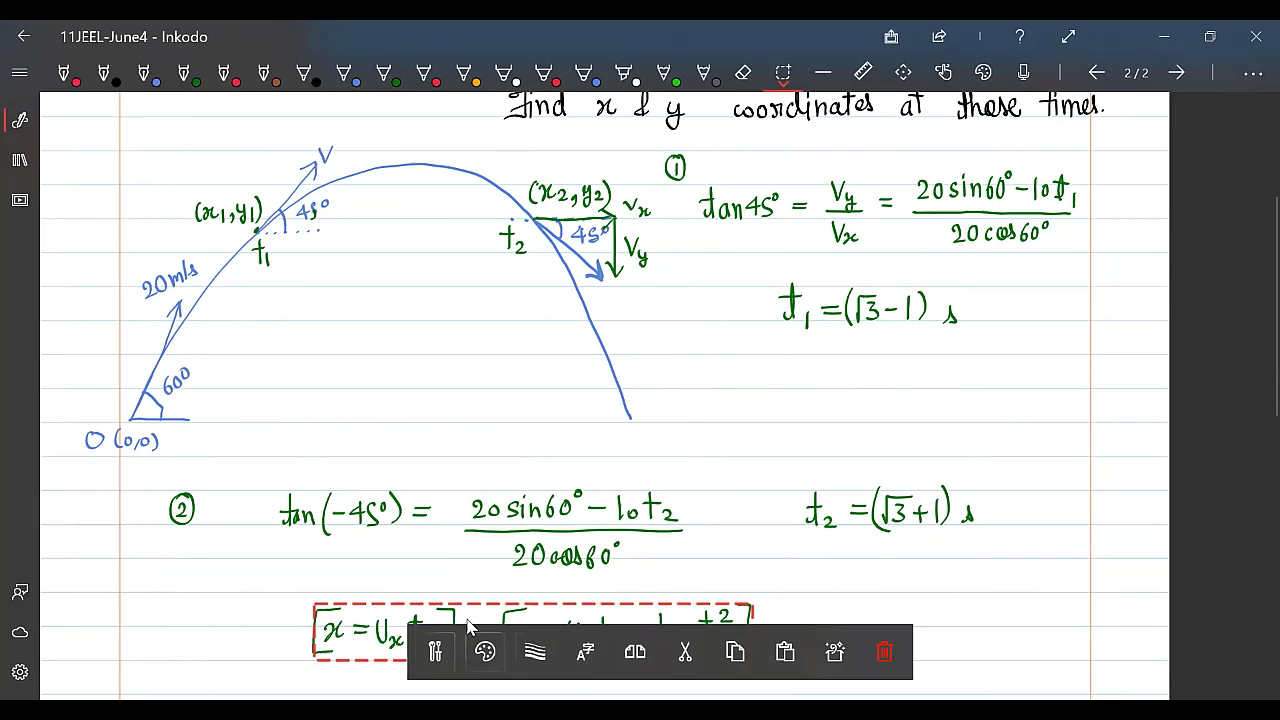 11JEEL-June4 - Inkodo
2/2
Find x & y coordinates at these times.
①
tan45° = Vy/Vx = (20sin60° - 10t1)/(20cos60°)
t1 = (√3 - 1) s
(x1, y1)
V
45°
t1
20m/s
60°
O (0,0)
(x2, y2)
Vx
45°
t2
Vy
②
tan(-45°) = (20sin60° - 10t2)/(20cos60°)
t2 = (√3 + 1) s
x = Ux
t2